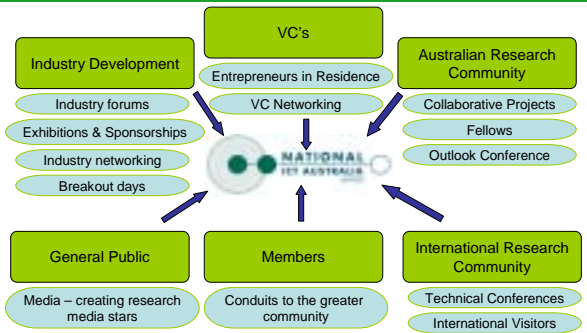 VC's
Industry Development
Australian Research
Community
Entrepreneurs in Residence
VC Networking
Industry forums
Exhibitions & Sponsorships
Industry networking
Breakout days
Collaborative Projects
Fellows
Outlook Conference
NATIONAL
ICT AUSTRALIA
General Public
Members
International Research
Community
Media – creating research
media stars
Conduits to the greater
community
Technical Conferences
International Visitors